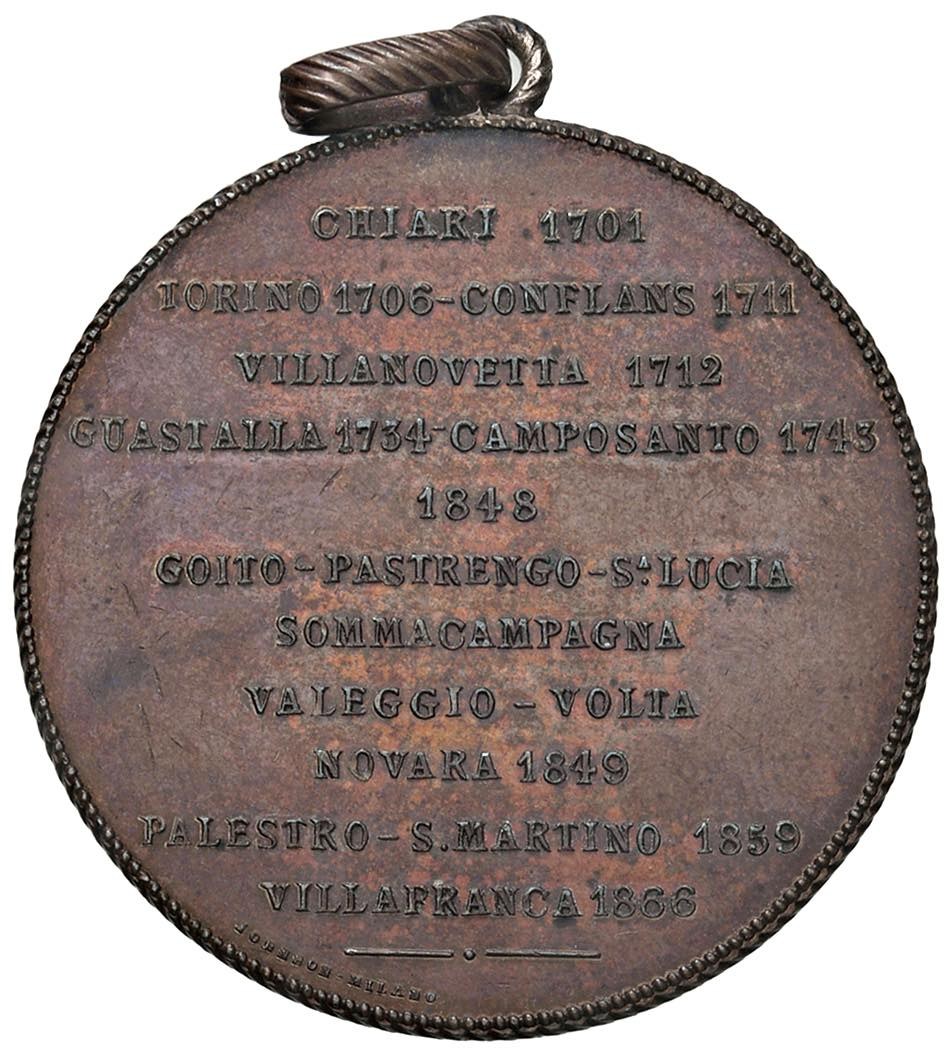 CHIARI 1701
TORINO 1706-CONFLANS 1711
VILLANOVETTA 1712
GUASTALLA 1734-CAMPOSANTO 1743
1848
GOITO-PASTRENGO-Sᴬ.LUCIA
SOMMACAMPAGNA
VALEGGIO-VOLTA
NOVARA 1849
PALESTRO-S.MARTINO 1859
VILLAFRANCA 1866
JOHNSON-MILANO